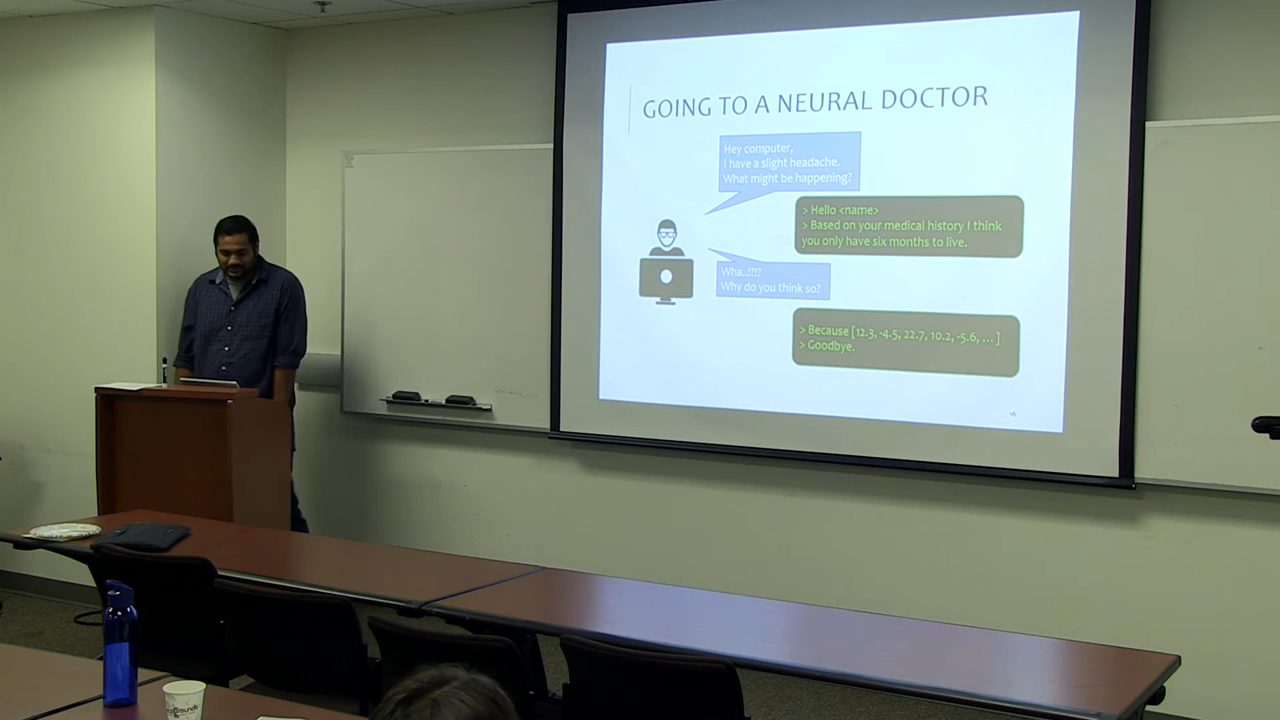 GOING TO A NEURAL DOCTOR
Hey computer,
I have a slight headache.
What might be happening?
> Hello <name>
> Based on your medical history I think
you only have six months to live.
Wha..!?!?
Why do you think so?
> Because [12.3, -4.5, 22.7, 10.2, -5.6, ... ]
> Goodbye.
16